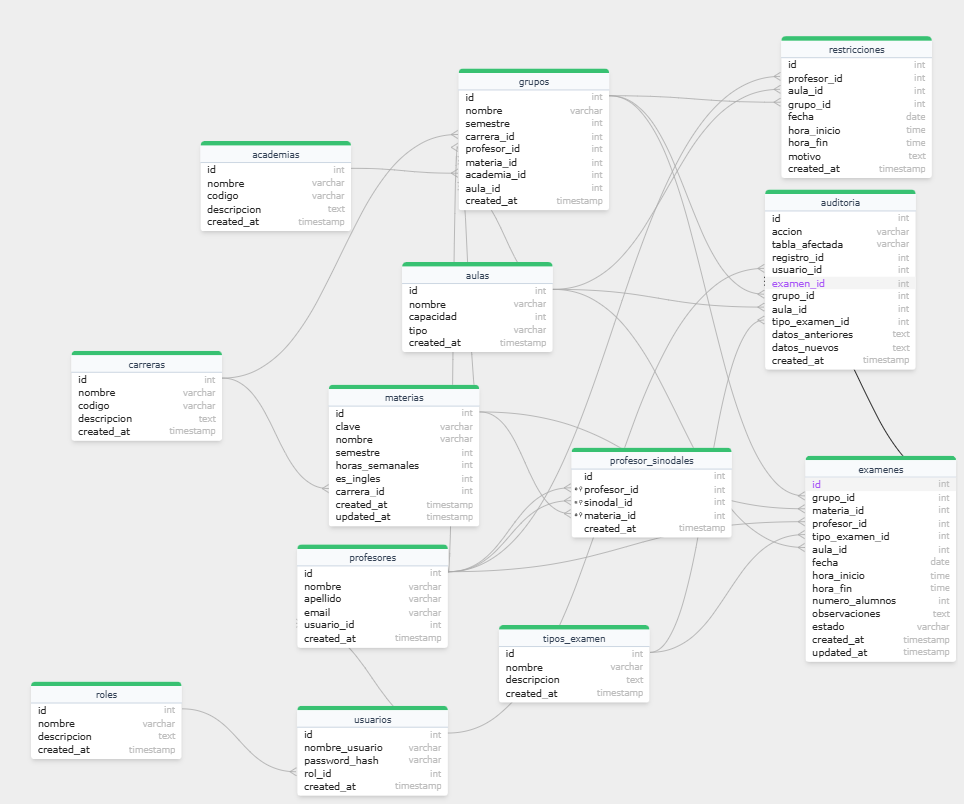 restricciones
id int
profesor_id int
aula_id int
grupo_id int
fecha date
hora_inicio time
hora_fin time
motivo text
created_at timestamp
grupos
id int
nombre varchar
semestre int
carrera_id int
profesor_id int
materia_id int
academia_id int
aula_id int
created_at timestamp
academias
id int
nombre varchar
codigo varchar
descripcion text
created_at timestamp
auditoria
id int
accion varchar
tabla_afectada varchar
registro_id int
usuario_id int
examen_id int
grupo_id int
aula_id int
tipo_examen_id int
datos_anteriores text
datos_nuevos text
created_at timestamp
aulas
id int
nombre varchar
capacidad int
tipo varchar
created_at timestamp
carreras
id int
nombre varchar
codigo varchar
descripcion text
created_at timestamp
materias
id int
clave varchar
nombre varchar
semestre int
horas_semanales int
es_ingles int
carrera_id int
created_at timestamp
updated_at timestamp
profesor_sinodales
id int
profesor_id int
sinodal_id int
materia_id int
created_at timestamp
examenes
id int
grupo_id int
materia_id int
profesor_id int
tipo_examen_id int
aula_id int
fecha date
hora_inicio time
hora_fin time
numero_alumnos int
observaciones text
estado varchar
created_at timestamp
updated_at timestamp
profesores
id int
nombre varchar
apellido varchar
email varchar
usuario_id int
created_at timestamp
tipos_examen
id int
nombre varchar
descripcion text
created_at timestamp
roles
id int
nombre varchar
descripcion text
created_at timestamp
usuarios
id int
nombre_usuario varchar
password_hash varchar
rol_id int
created_at timestamp